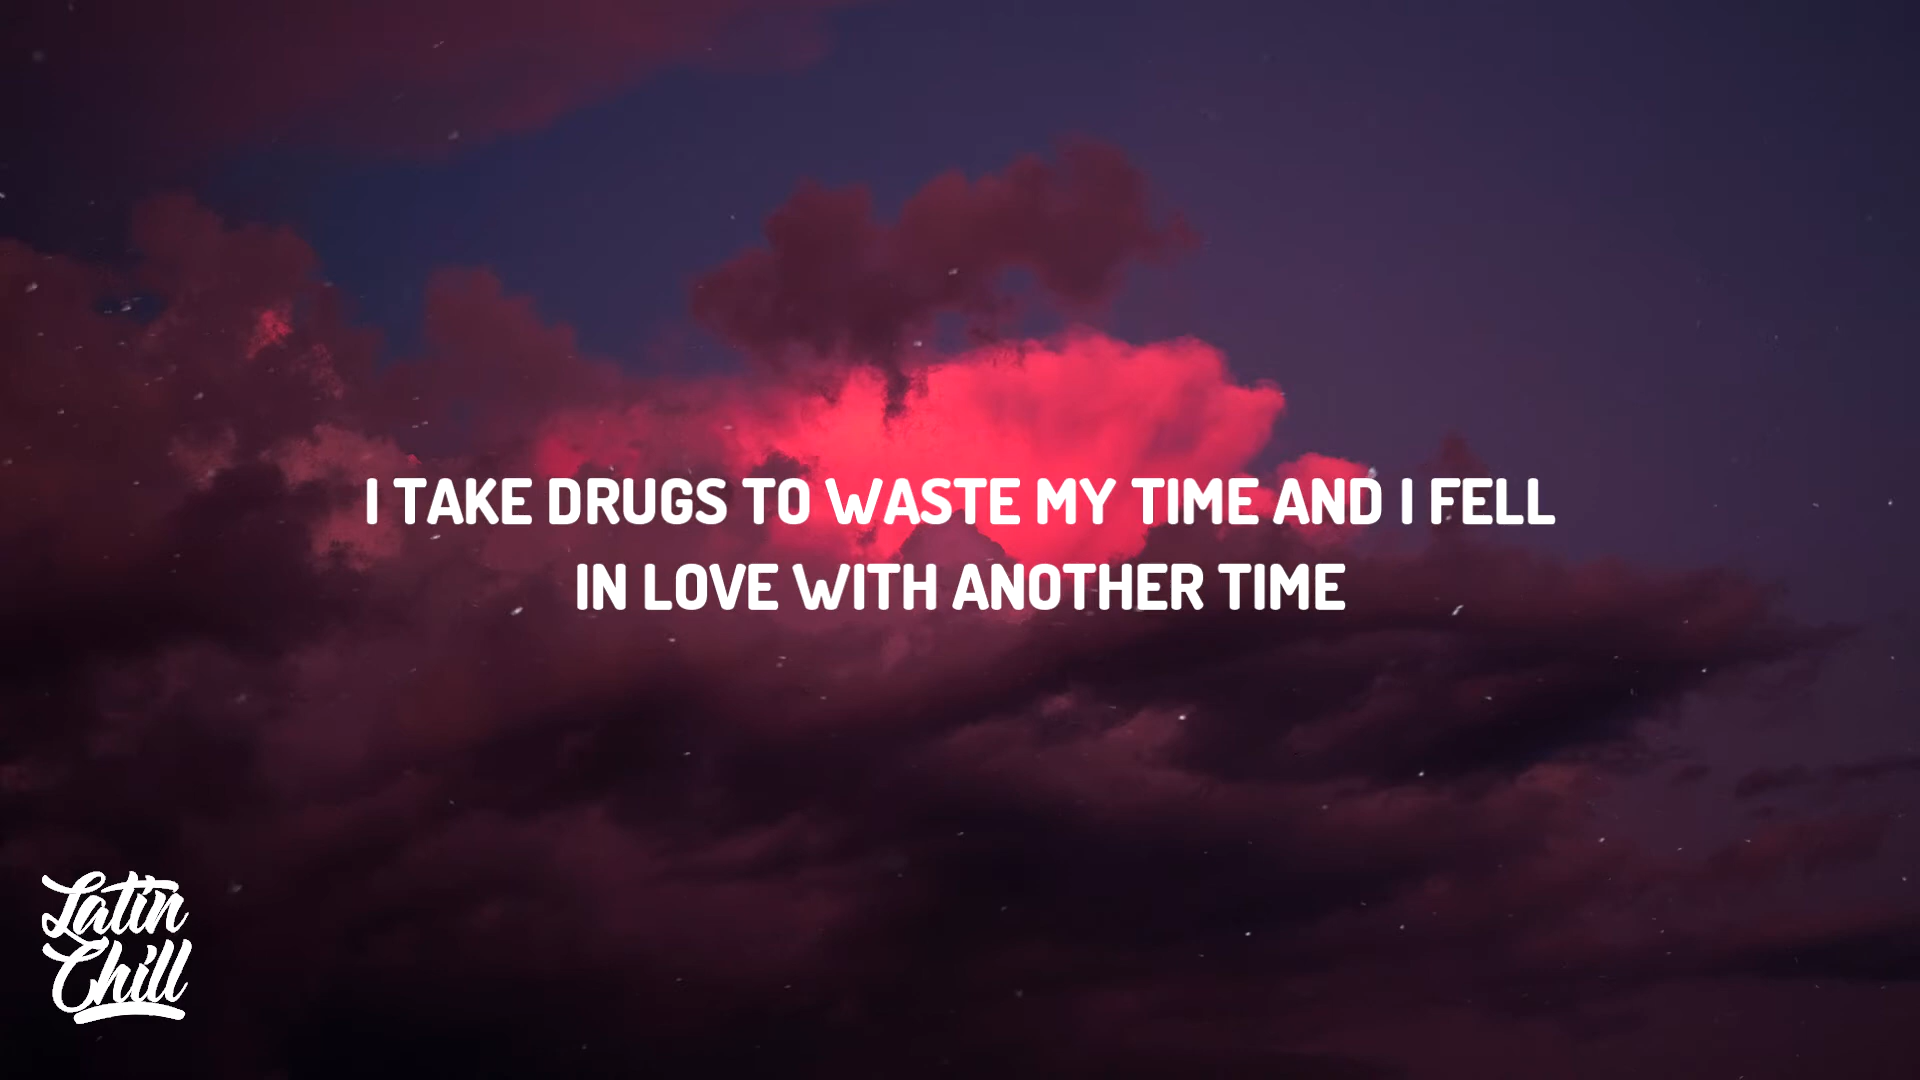 I TAKE DRUGS TO WASTE MY TIME AND I FELL
IN LOVE WITH ANOTHER TIME
Latin
Chill